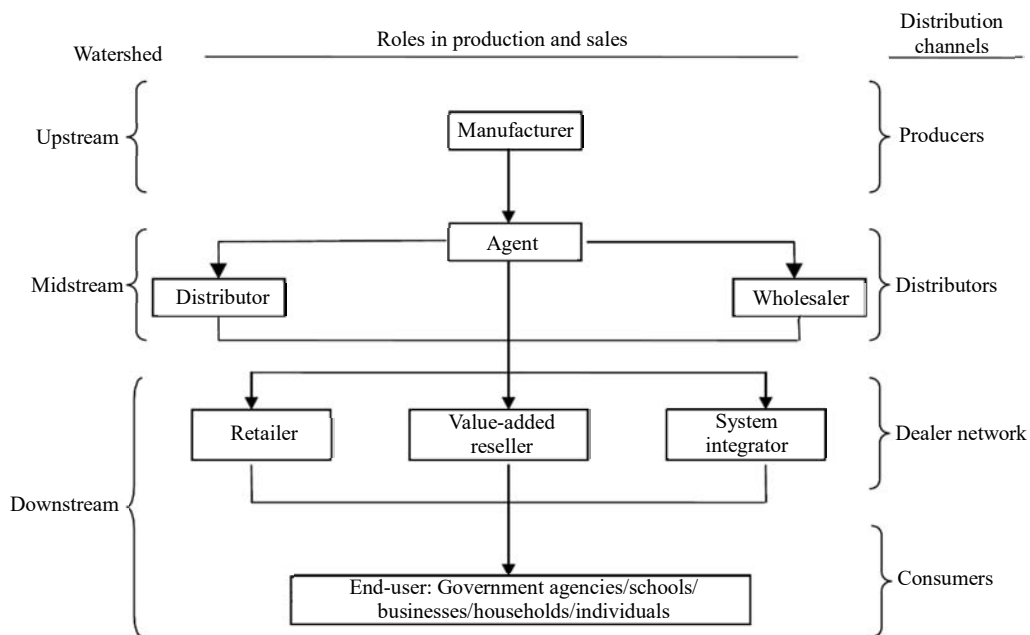 Watershed
Roles in production and sales
Distribution
channels
Upstream
Manufacturer
Producers
Midstream
Agent
Distributor
Wholesaler
Distributors
Downstream
Retailer
Value-added
reseller
System
integrator
Dealer network
End-user: Government agencies/schools/
businesses/households/individuals
Consumers